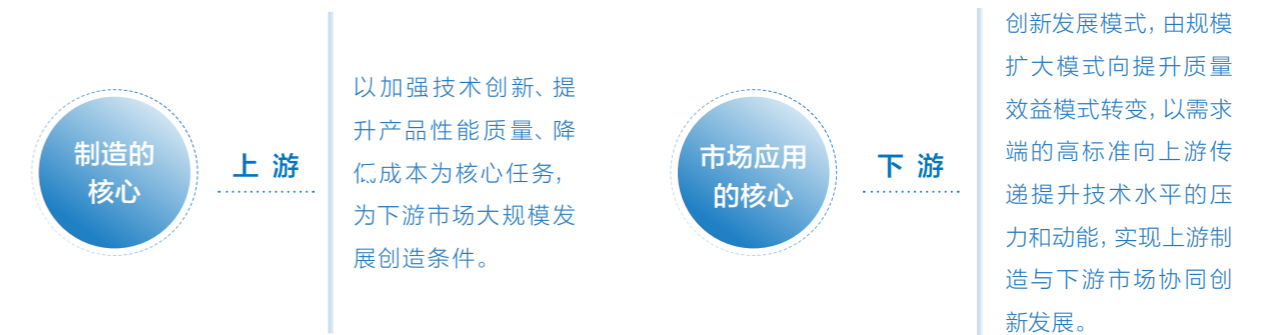 制造的
核心
上游
以加强技术创新、提
升产品性能质量、降
低成本为核心任务,
为下游市场大规模发
展创造条件。
市场应用
的核心
下游
创新发展模式, 由规模
扩大模式向提升质量
效益模式转变, 以需求
端的高标准向上游传
递提升技术水平的压
力和动能, 实现上游制
造与下游市场协同创
新发展。